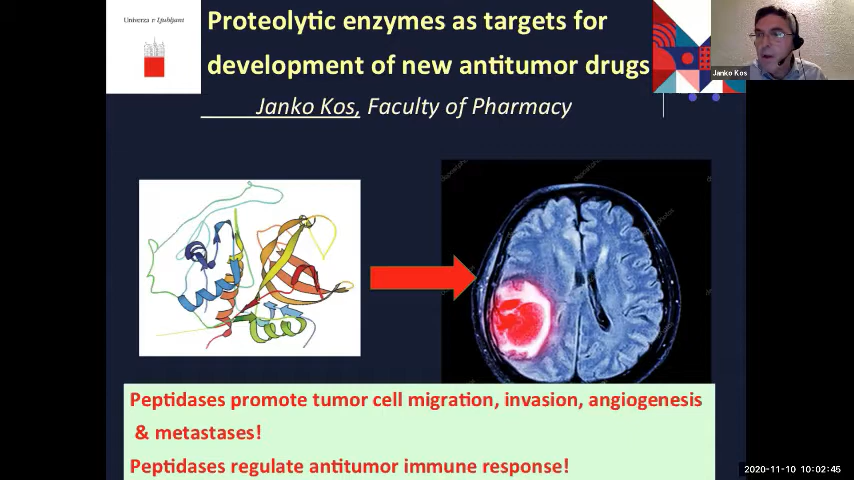 Univerza v Ljubljani
Proteolytic enzymes as targets for
development of new antitumor drugs
Janko Kos, Faculty of Pharmacy
Janko Kos
depositphotos
Peptidases promote tumor cell migration, invasion, angiogenesis
& metastases!
Peptidases regulate antitumor immune response!
2020-11-10 10:02:45